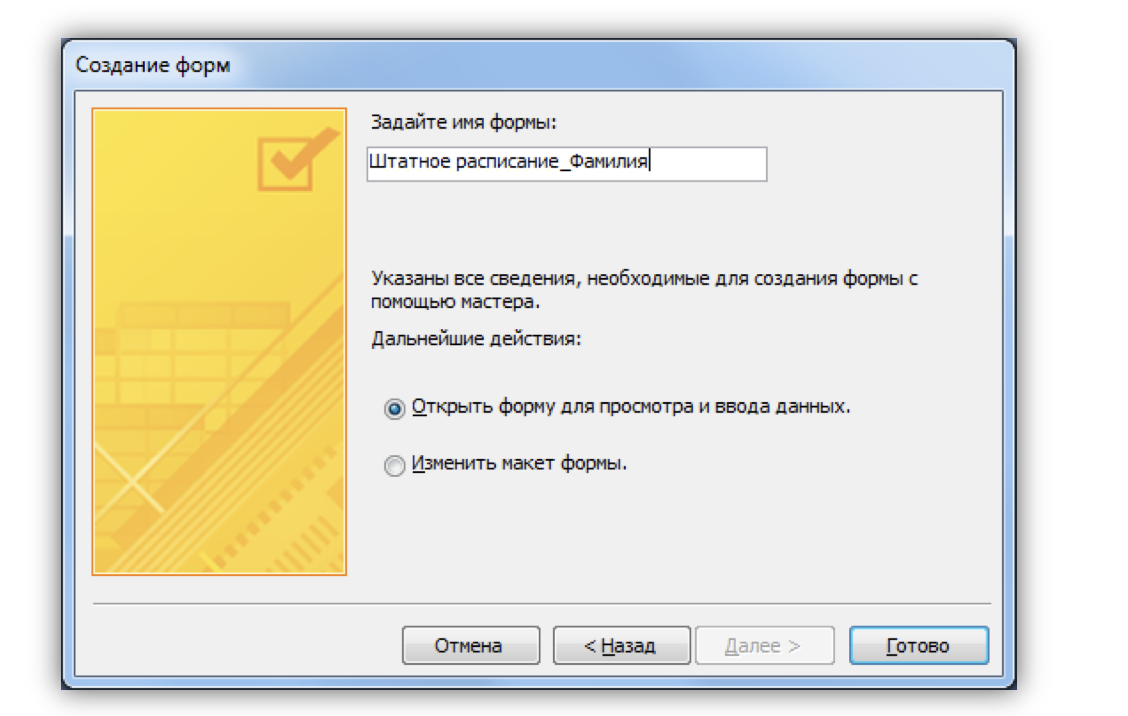 Создание форм
Задайте имя формы:
Штатное расписание_Фамилия
Указаны все сведения, необходимые для создания формы с
помощью мастера.
Дальнейшие действия:
Открыть форму для просмотра и ввода данных.
Изменить макет формы.
Отмена
< Назад
Далее >
Готово